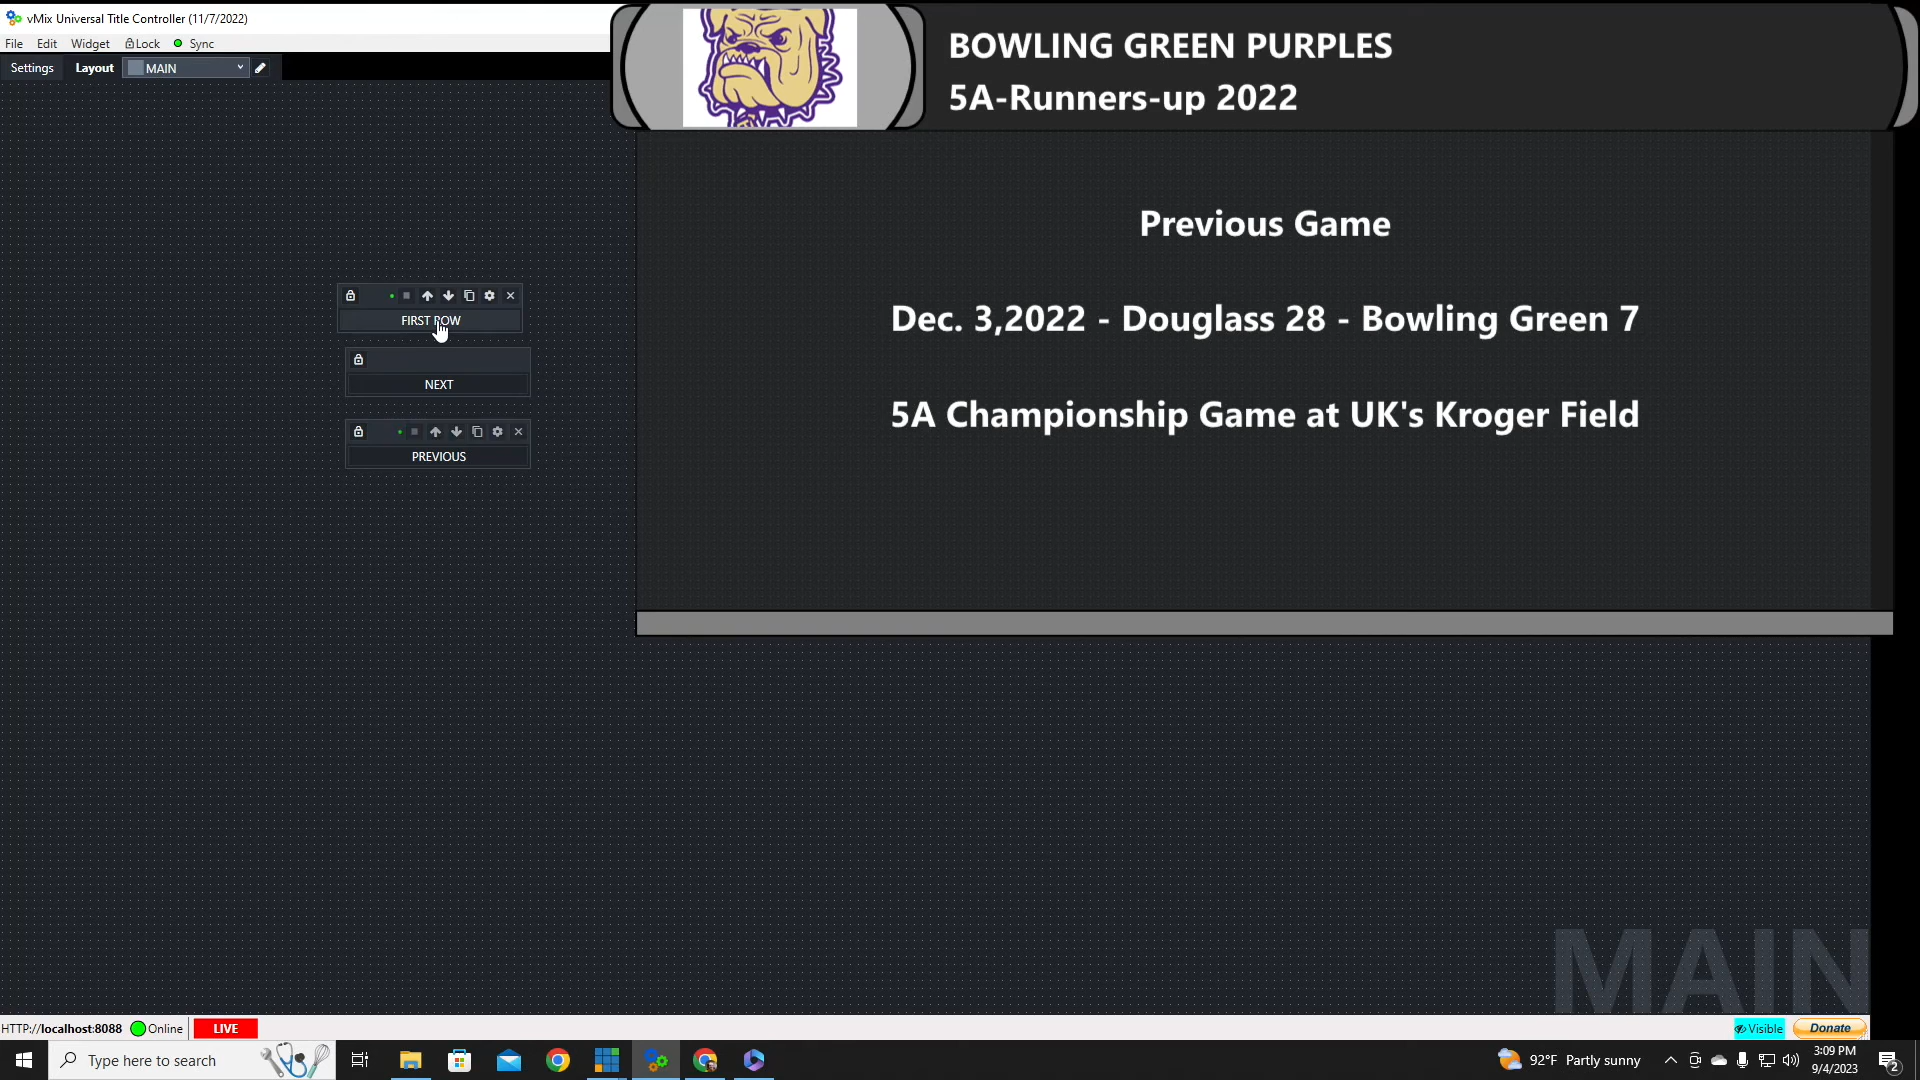 vMix Universal Title Controller (11/7/2022)
File Edit Widget Lock Sync
Settings Layout MAIN
BOWLING GREEN PURPLES
5A-Runners-up 2022
Previous Game
Dec. 3,2022 - Douglass 28 - Bowling Green 7
5A Championship Game at UK's Kroger Field
FIRST ROW
NEXT
PREVIOUS
MAIN
HTTP://localhost:8088 Online LIVE
Visible Donate
Type here to search
92°F Partly sunny
3:09 PM
9/4/2023
2